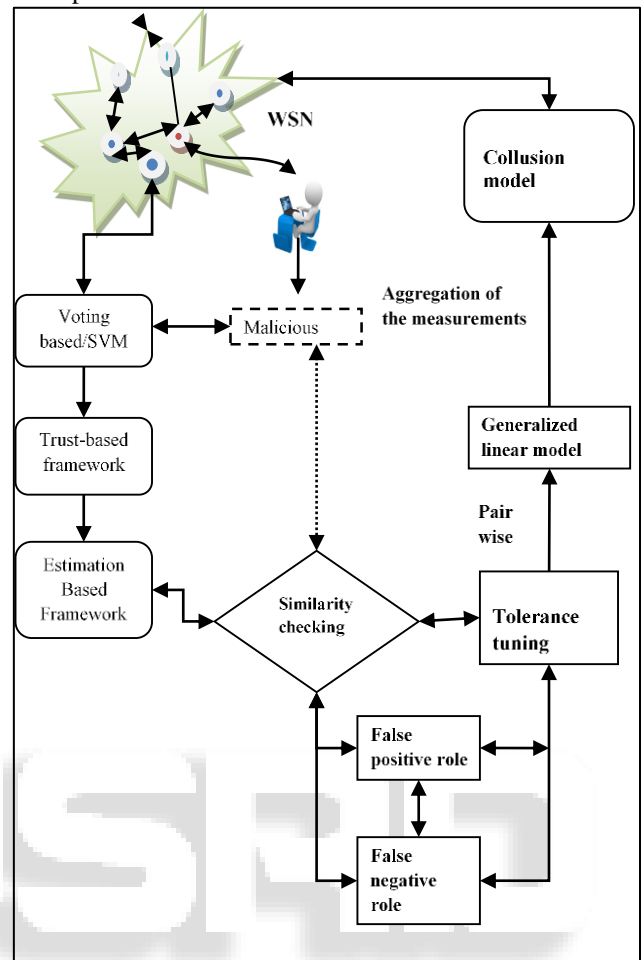 WSN
Collusion
model
Aggregation of
the measurements
Voting
based/SVM
Malicious
Trust-based
framework
Generalized
linear model
Pair
wise
Estimation
Based
Framework
Similarity
checking
Tolerance
tuning
False
positive role
False
negative
role